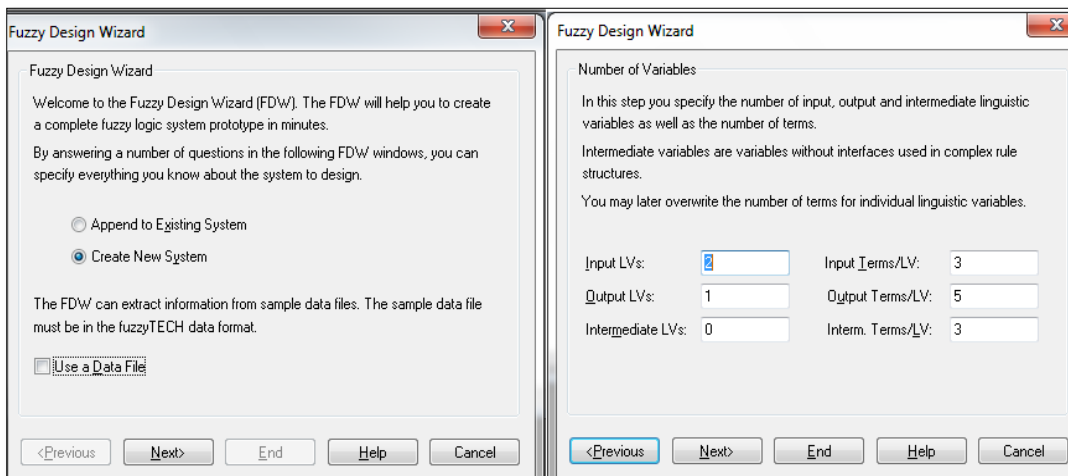 Fuzzy Design Wizard
Fuzzy Design Wizard
Welcome to the Fuzzy Design Wizard (FDW). The FDW will help you to create
a complete fuzzy logic system prototype in minutes.
By answering a number of questions in the following FDW windows, you can
specify everything you know about the system to design.
Append to Existing System
Create New System
The FDW can extract information from sample data files. The sample data file
must be in the fuzzyTECH data format.
Use a Data File
<Previous Next> End Help Cancel
Fuzzy Design Wizard
Number of Variables
In this step you specify the number of input, output and intermediate linguistic
variables as well as the number of terms.
Intermediate variables are variables without interfaces used in complex rule
structures.
You may later overwrite the number of terms for individual linguistic variables.
Input LVs: 2 Input Terms/LV: 3
Output LVs: 1 Output Terms/LV: 5
Intermediate LVs: 0 Interm. Terms/LV: 3
<Previous Next> End Help Cancel